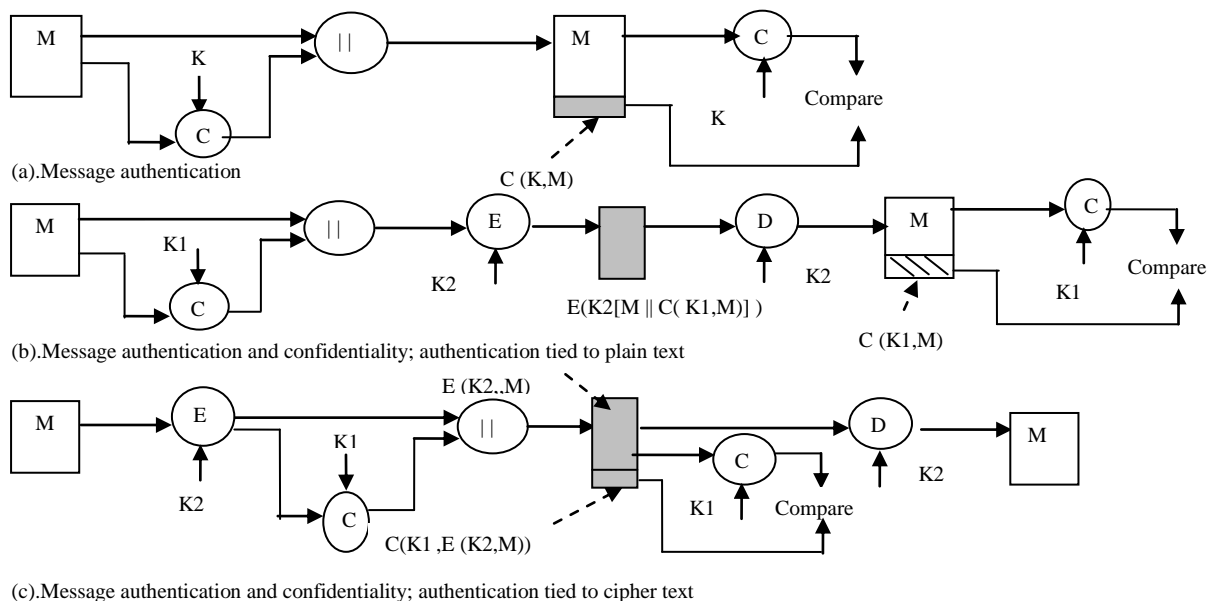 M
||
M
C
K
Compare
C
K
(a).Message authentication
C (K,M)
M
||
E
D
M
C
K1
C
K2
K2
K1
Compare
E(K2[M || C( K1,M)] )
C (K1,M)
(b).Message authentication and confidentiality; authentication tied to plain text
E (K2,,M)
M
E
||
D
M
K1
C
K2
K2
C
K1
Compare
C(K1 ,E (K2,M))
(c).Message authentication and confidentiality; authentication tied to cipher text